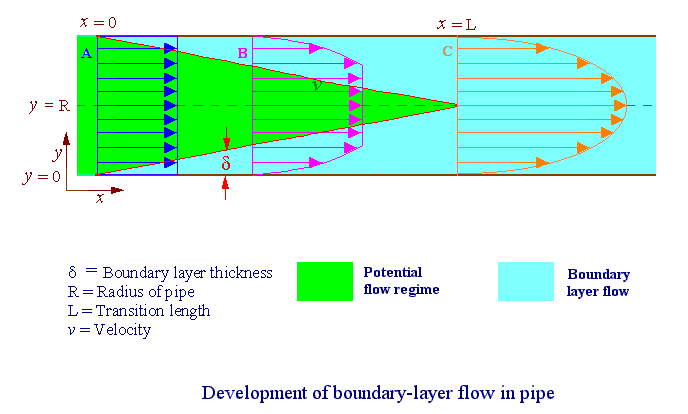 x = 0
x = L
A
B
C
v
y = R
y
δ
y = 0
x
δ = Boundary layer thickness
R = Radius of pipe
L = Transition length
v = Velocity
Potential
flow regime
Boundary
layer flow
Development of boundary-layer flow in pipe